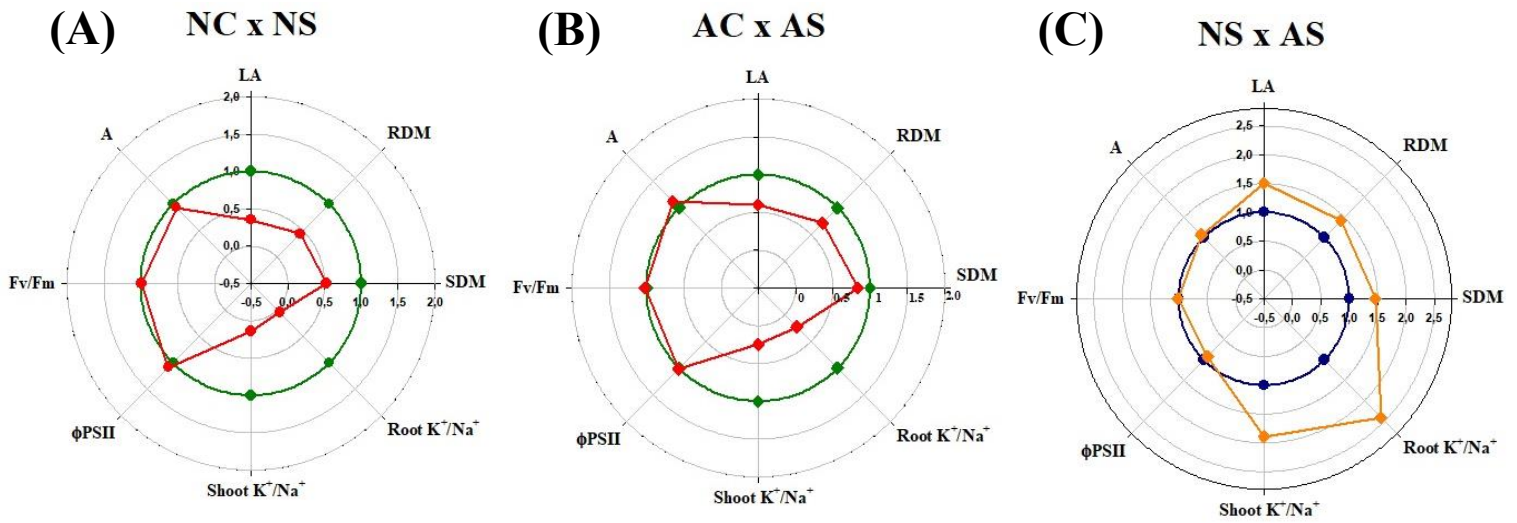 (A) NC x NS
LA
RDM
SDM
Root K⁺/Na⁺
Shoot K⁺/Na⁺
ϕPSII
Fv/Fm
A
2,0
1,5
1,0
0,5
0,0
-0,5
-0,5 0,0 0,5 1,0 1,5 2,0
(B) AC x AS
LA
RDM
SDM
Root K⁺/Na⁺
Shoot K⁺/Na⁺
ϕPSII
Fv/Fm
A
0 0.5 1 1.5 2.0
(C) NS x AS
LA
RDM
SDM
Root K⁺/Na⁺
Shoot K⁺/Na⁺
ϕPSII
Fv/Fm
A
2,5
2,0
1,5
1,0
0,5
0,0
-0,5
-0,5 0,0 0,5 1,0 1,5 2,0 2,5